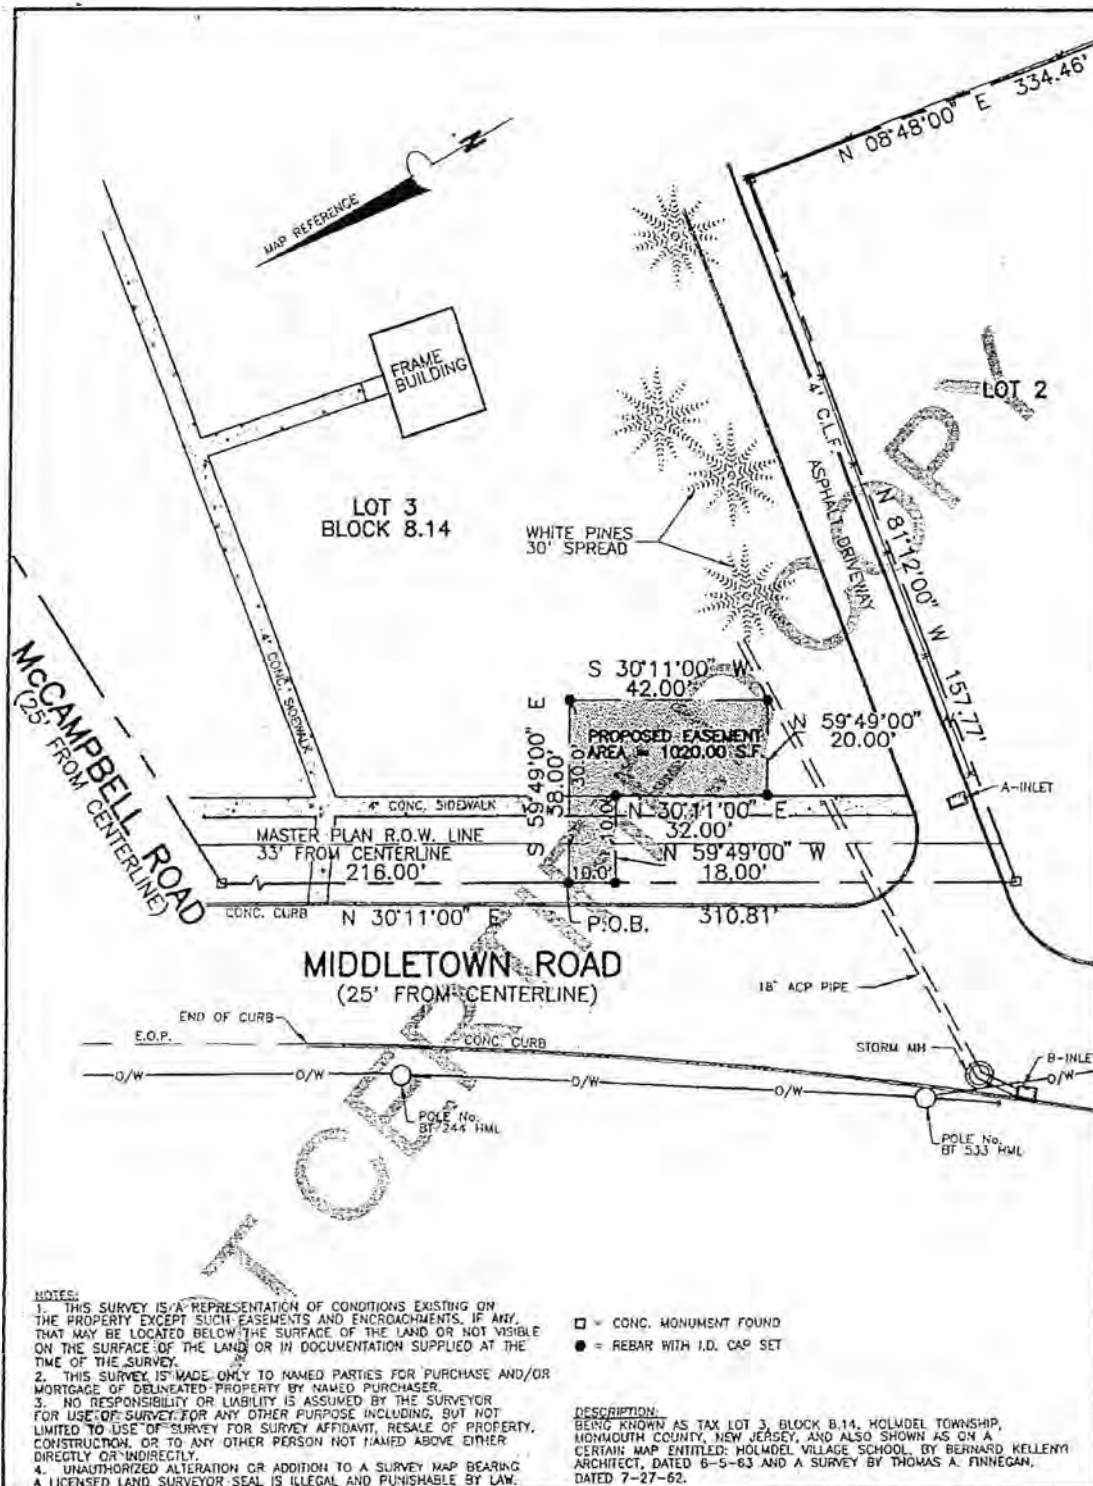 N 08°48'00" E 334.46'
N
MAP REFERENCE
FRAME
BUILDING
LOT 2
LOT 3
BLOCK 8.14
4' C.L.F.
ASPHALT DRIVEWAY
N 81°12'00" W 157.77'
WHITE PINES
30' SPREAD
4' CONC. SIDEWALK
McCAMPBELL ROAD
(25' FROM CENTERLINE)
S 30°11'00" W
42.00'
N 59°49'00" W
20.00'
PROPOSED EASEMENT
AREA = 1020.00 S.F.
S 59°49'00" E
38.00'
30.0
10.00
A-INLET
4' CONC. SIDEWALK
N 30°11'00" E
32.00'
MASTER PLAN R.O.W. LINE
33' FROM CENTERLINE
216.00'
N 59°49'00" W
18.00'
10.0'
CONC. CURB
N 30°11'00" E
310.81'
P.O.B.
MIDDLETOWN ROAD
(25' FROM CENTERLINE)
18" ACP PIPE
END OF CURB
E.O.P.
CONC. CURB
STORM MH
B-INLET
O/W O/W O/W O/W O/W
POLE No.
BT 244 HML
POLE No.
BT 533 HML
NOT CERTIFIED COPY
NOTES:
1. THIS SURVEY IS A REPRESENTATION OF CONDITIONS EXISTING ON
THE PROPERTY EXCEPT SUCH EASEMENTS AND ENCROACHMENTS, IF ANY,
THAT MAY BE LOCATED BELOW THE SURFACE OF THE LAND OR NOT VISIBLE
ON THE SURFACE OF THE LAND OR IN DOCUMENTATION SUPPLIED AT THE
TIME OF THE SURVEY.
2. THIS SURVEY IS MADE ONLY TO NAMED PARTIES FOR PURCHASE AND/OR
MORTGAGE OF DELINEATED PROPERTY BY NAMED PURCHASER.
3. NO RESPONSIBILITY OR LIABILITY IS ASSUMED BY THE SURVEYOR
FOR USE OF SURVEY FOR ANY OTHER PURPOSE INCLUDING, BUT NOT
LIMITED TO USE OF SURVEY FOR SURVEY AFFIDAVIT, RESALE OF PROPERTY,
CONSTRUCTION, OR TO ANY OTHER PERSON NOT NAMED ABOVE EITHER
DIRECTLY OR INDIRECTLY.
4. UNAUTHORIZED ALTERATION OR ADDITION TO A SURVEY MAP BEARING
A LICENSED LAND SURVEYOR SEAL IS ILLEGAL AND PUNISHABLE BY LAW.
= CONC. MONUMENT FOUND
= REBAR WITH I.D. CAP SET
DESCRIPTION:
BEING KNOWN AS TAX LOT 3, BLOCK 8.14, HOLMDEL TOWNSHIP,
MONMOUTH COUNTY, NEW JERSEY, AND ALSO SHOWN AS ON A
CERTAIN MAP ENTITLED: HOLMDEL VILLAGE SCHOOL, BY BERNARD KELLENYI
ARCHITECT, DATED 6-5-63 AND A SURVEY BY THOMAS A. FINNEGAN,
DATED 7-27-62.